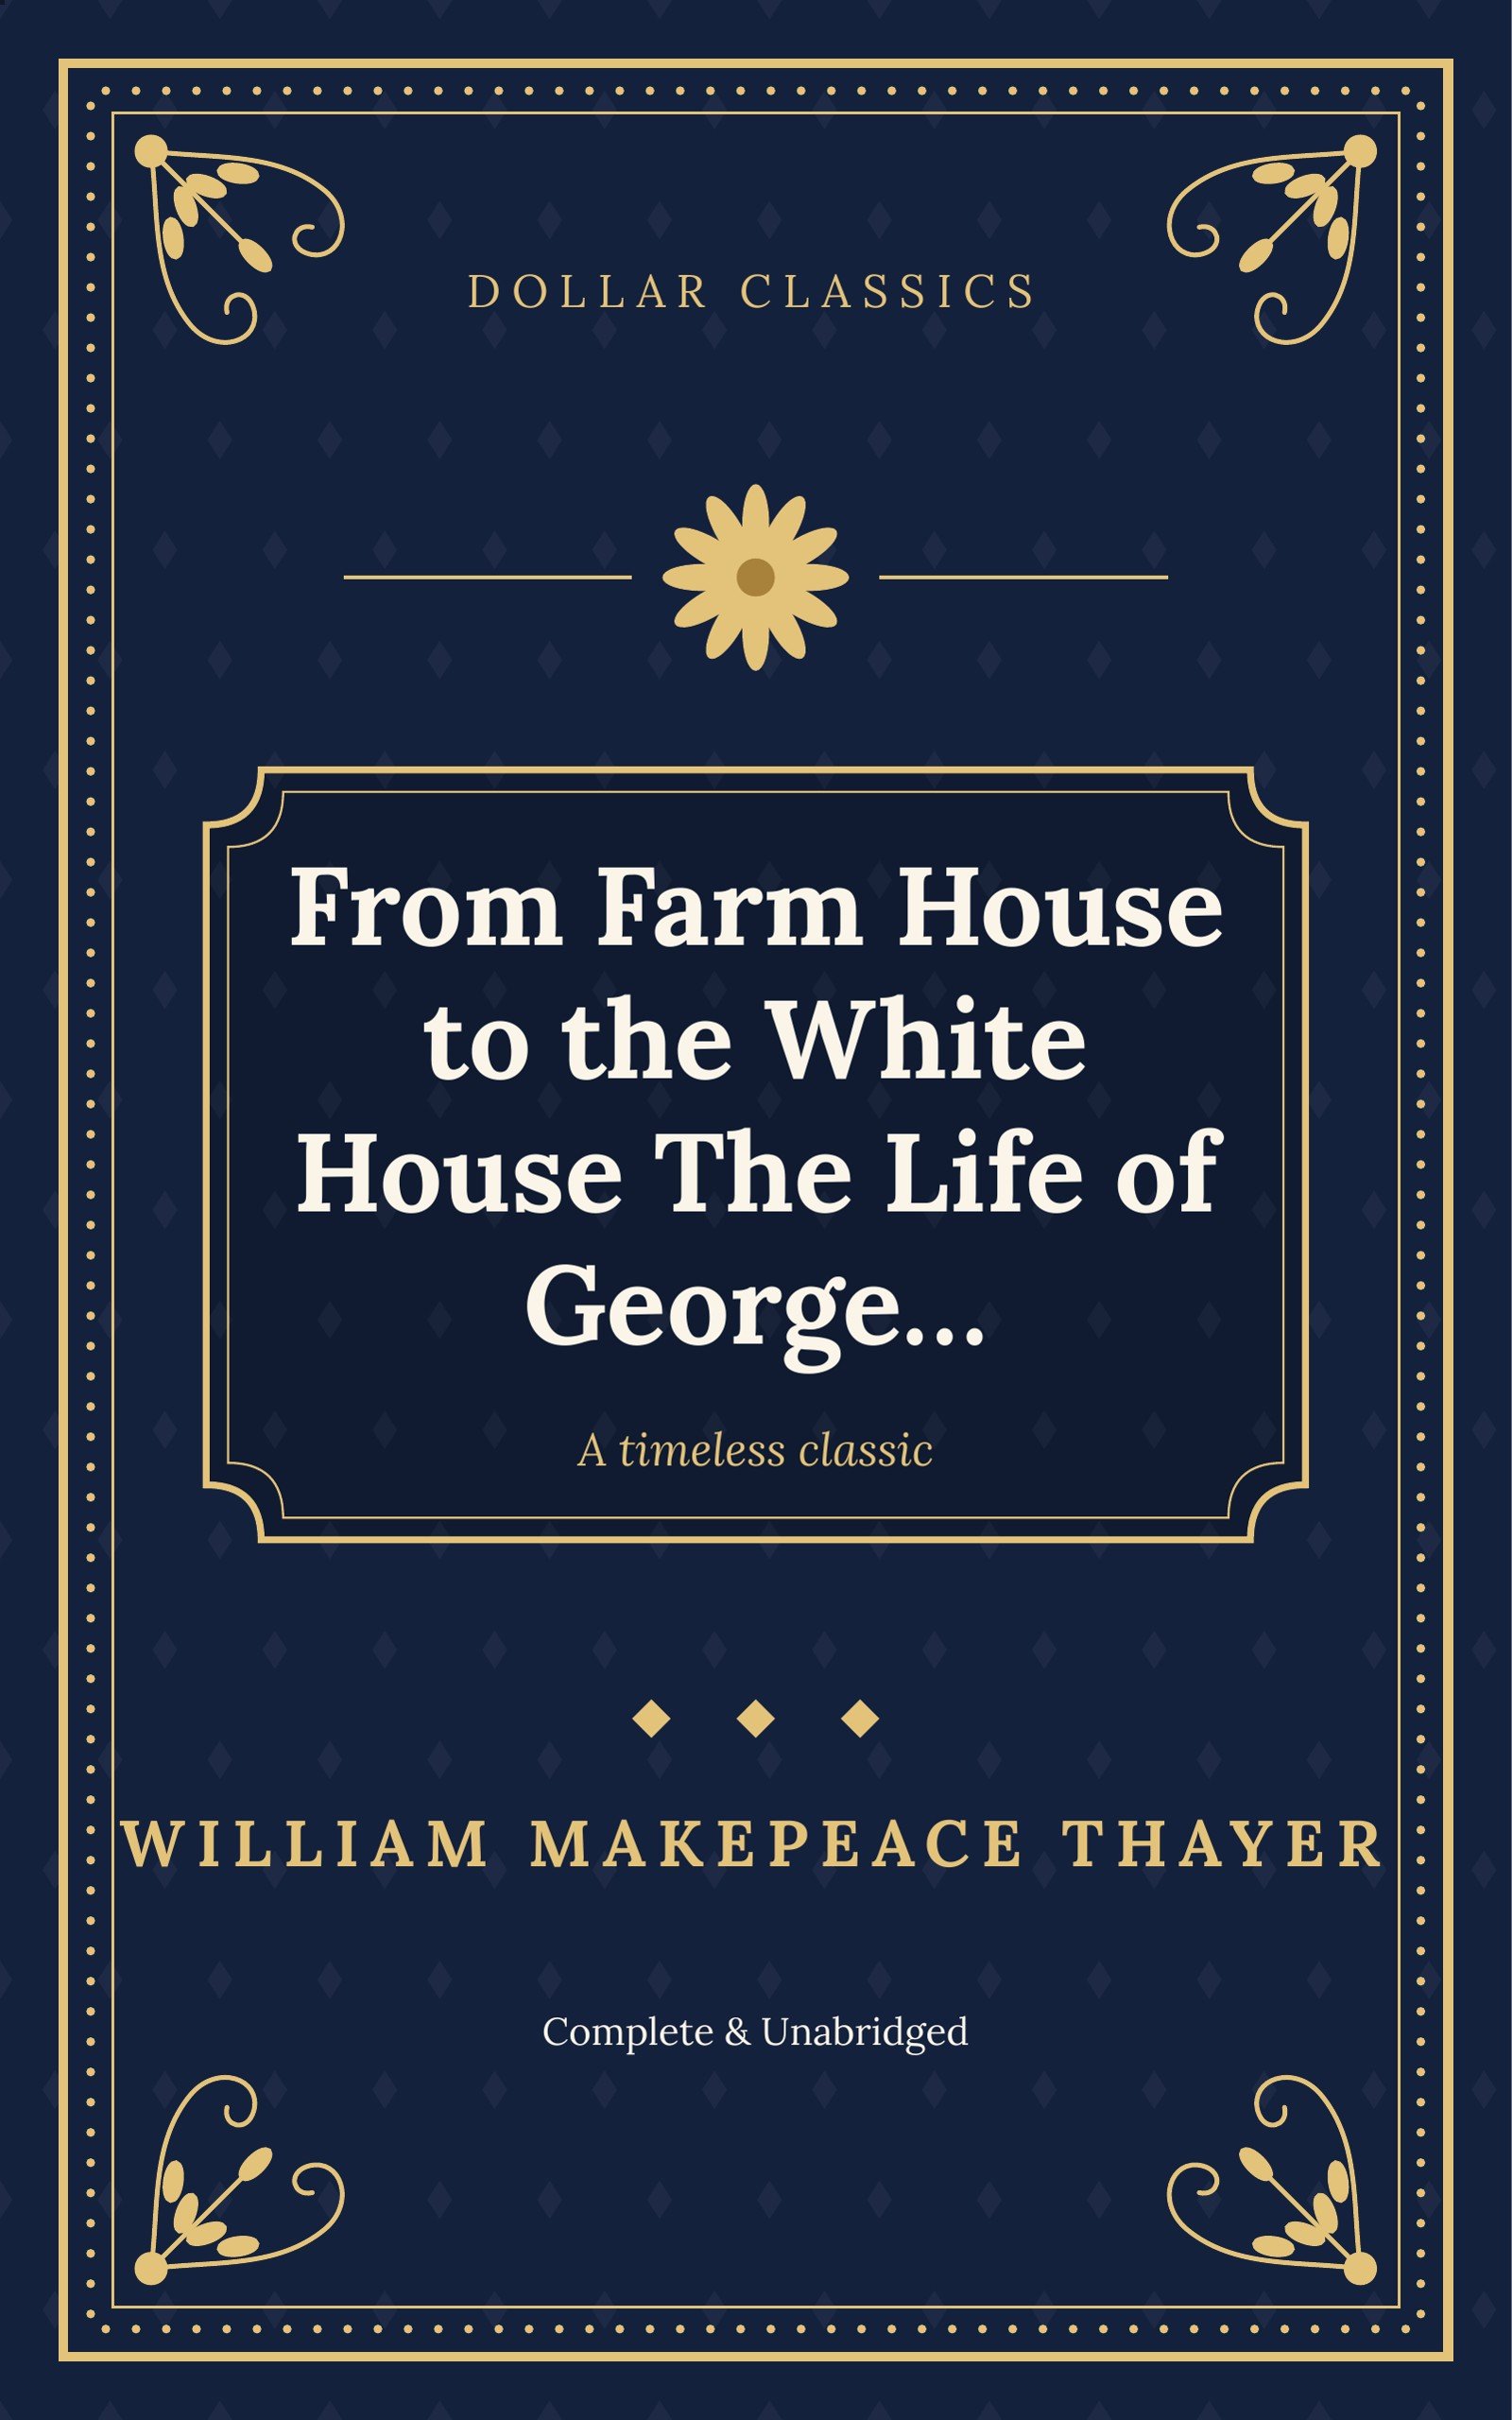 DOLLAR CLASSICS
From Farm House
to the White
House The Life of
George...
A timeless classic
WILLIAM MAKEPEACE THAYER
Complete & Unabridged